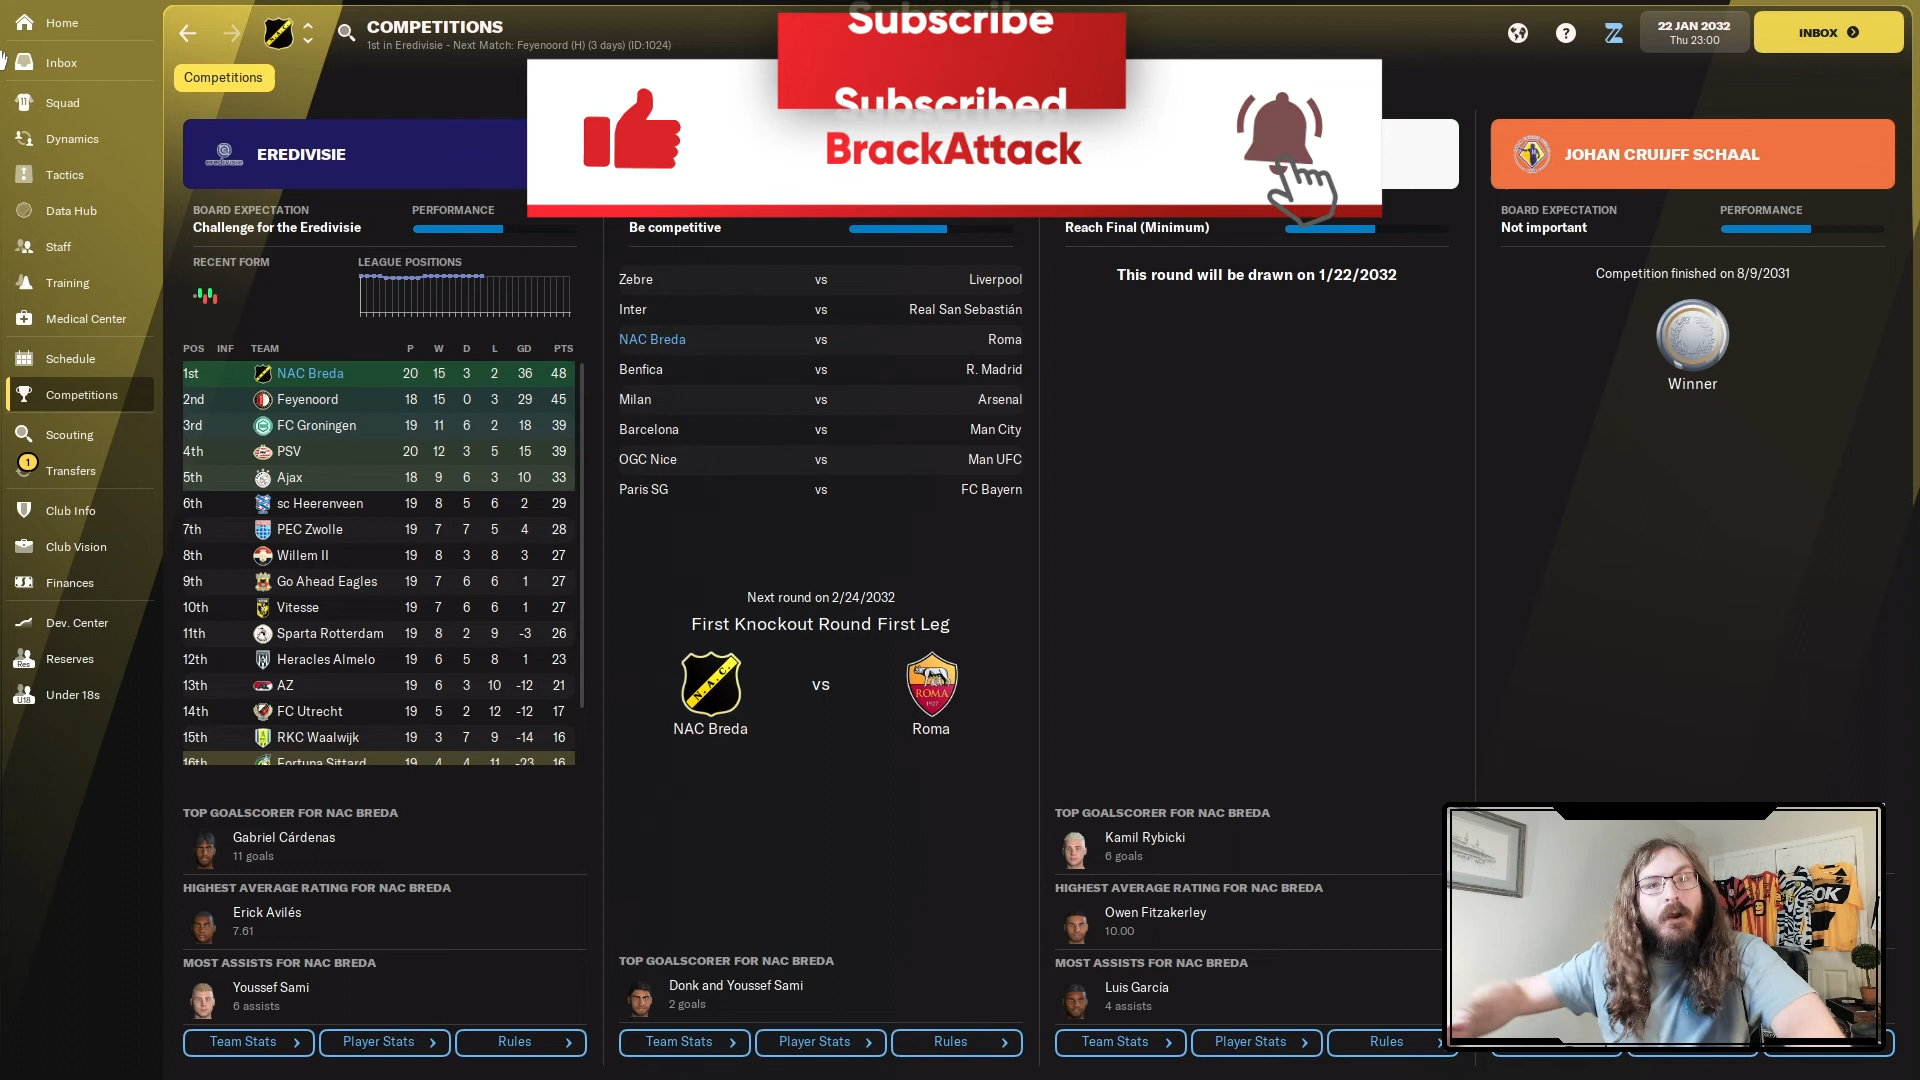 Home
Inbox
Squad
Dynamics
Tactics
Data Hub
Staff
Training
Medical Center
Schedule
Competitions
Scouting
1
Transfers
Club Info
Club Vision
Finances
Dev. Center
Res
Reserves
U18
Under 18s
COMPETITIONS
1st in Eredivisie - Next Match: Feyenoord (H) (3 days) (ID:1024)
22 JAN 2032
Thu 23:00
INBOX
Competitions
Subscribe
Subscribed
BrackAttack
EREDIVISIE
BOARD EXPECTATION
Challenge for the Eredivisie
PERFORMANCE
RECENT FORM
LEAGUE POSITIONS
POS INF TEAM P W D L GD PTS
1st NAC Breda 20 15 3 2 36 48
2nd Feyenoord 18 15 0 3 29 45
3rd FC Groningen 19 11 6 2 18 39
4th PSV 20 12 3 5 15 39
5th Ajax 18 9 6 3 10 33
6th sc Heerenveen 19 8 5 6 2 29
7th PEC Zwolle 19 7 7 5 4 28
8th Willem II 19 8 3 8 3 27
9th Go Ahead Eagles 19 7 6 6 1 27
10th Vitesse 19 7 6 6 1 27
11th Sparta Rotterdam 19 8 2 9 -3 26
12th Heracles Almelo 19 6 5 8 1 23
13th AZ 19 6 3 10 -12 21
14th FC Utrecht 19 5 2 12 -12 17
15th RKC Waalwijk 19 3 7 9 -14 16
16th Fortuna Sittard 19 4 4 11 -23 16
TOP GOALSCORER FOR NAC BREDA
Gabriel Cárdenas
11 goals
HIGHEST AVERAGE RATING FOR NAC BREDA
Erick Avilés
7.61
MOST ASSISTS FOR NAC BREDA
Youssef Sami
6 assists
Team Stats
Player Stats
Rules
Be competitive
Zebre vs Liverpool
Inter vs Real San Sebastián
NAC Breda vs Roma
Benfica vs R. Madrid
Milan vs Arsenal
Barcelona vs Man City
OGC Nice vs Man UFC
Paris SG vs FC Bayern
Next round on 2/24/2032
First Knockout Round First Leg
N.A.C.
vs
ROMA
1927
NAC Breda
Roma
TOP GOALSCORER FOR NAC BREDA
Donk and Youssef Sami
2 goals
Team Stats
Player Stats
Rules
Reach Final (Minimum)
This round will be drawn on 1/22/2032
TOP GOALSCORER FOR NAC BREDA
Kamil Rybicki
6 goals
HIGHEST AVERAGE RATING FOR NAC BREDA
Owen Fitzakerley
10.00
MOST ASSISTS FOR NAC BREDA
Luis García
4 assists
Team Stats
Player Stats
Rules
JOHAN CRUIJFF SCHAAL
BOARD EXPECTATION
Not important
PERFORMANCE
Competition finished on 8/9/2031
Winner
OK